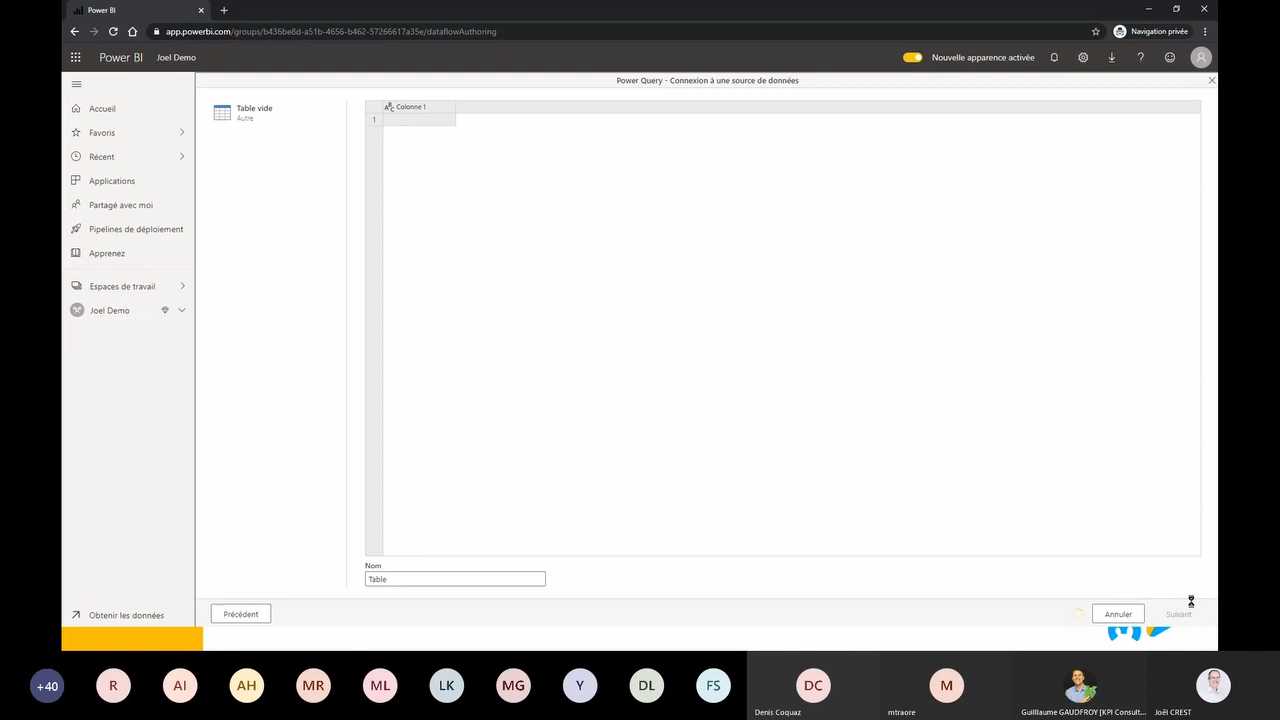 Power BI
app.powerbi.com/groups/b436be8d-a51b-4656-b462-57266617a35e/dataflowAuthoring
Navigation privée
Power BI
Joel Demo
Nouvelle apparence activée
Power Query - Connexion à une source de données
Accueil
Favoris
Récent
Applications
Partagé avec moi
Pipelines de déploiement
Apprenez
Espaces de travail
Joel Demo
Obtenir les données
Table vide
Autre
ABC Colonne 1
1
Nom
Table
Précédent
Annuler
Suivant
+40
R
AI
AH
MR
ML
LK
MG
Y
DL
FS
DC
M
Denis Coquaz
mtraore
Guilllaume GAUDFROY [KPI Consult...
Joël CREST